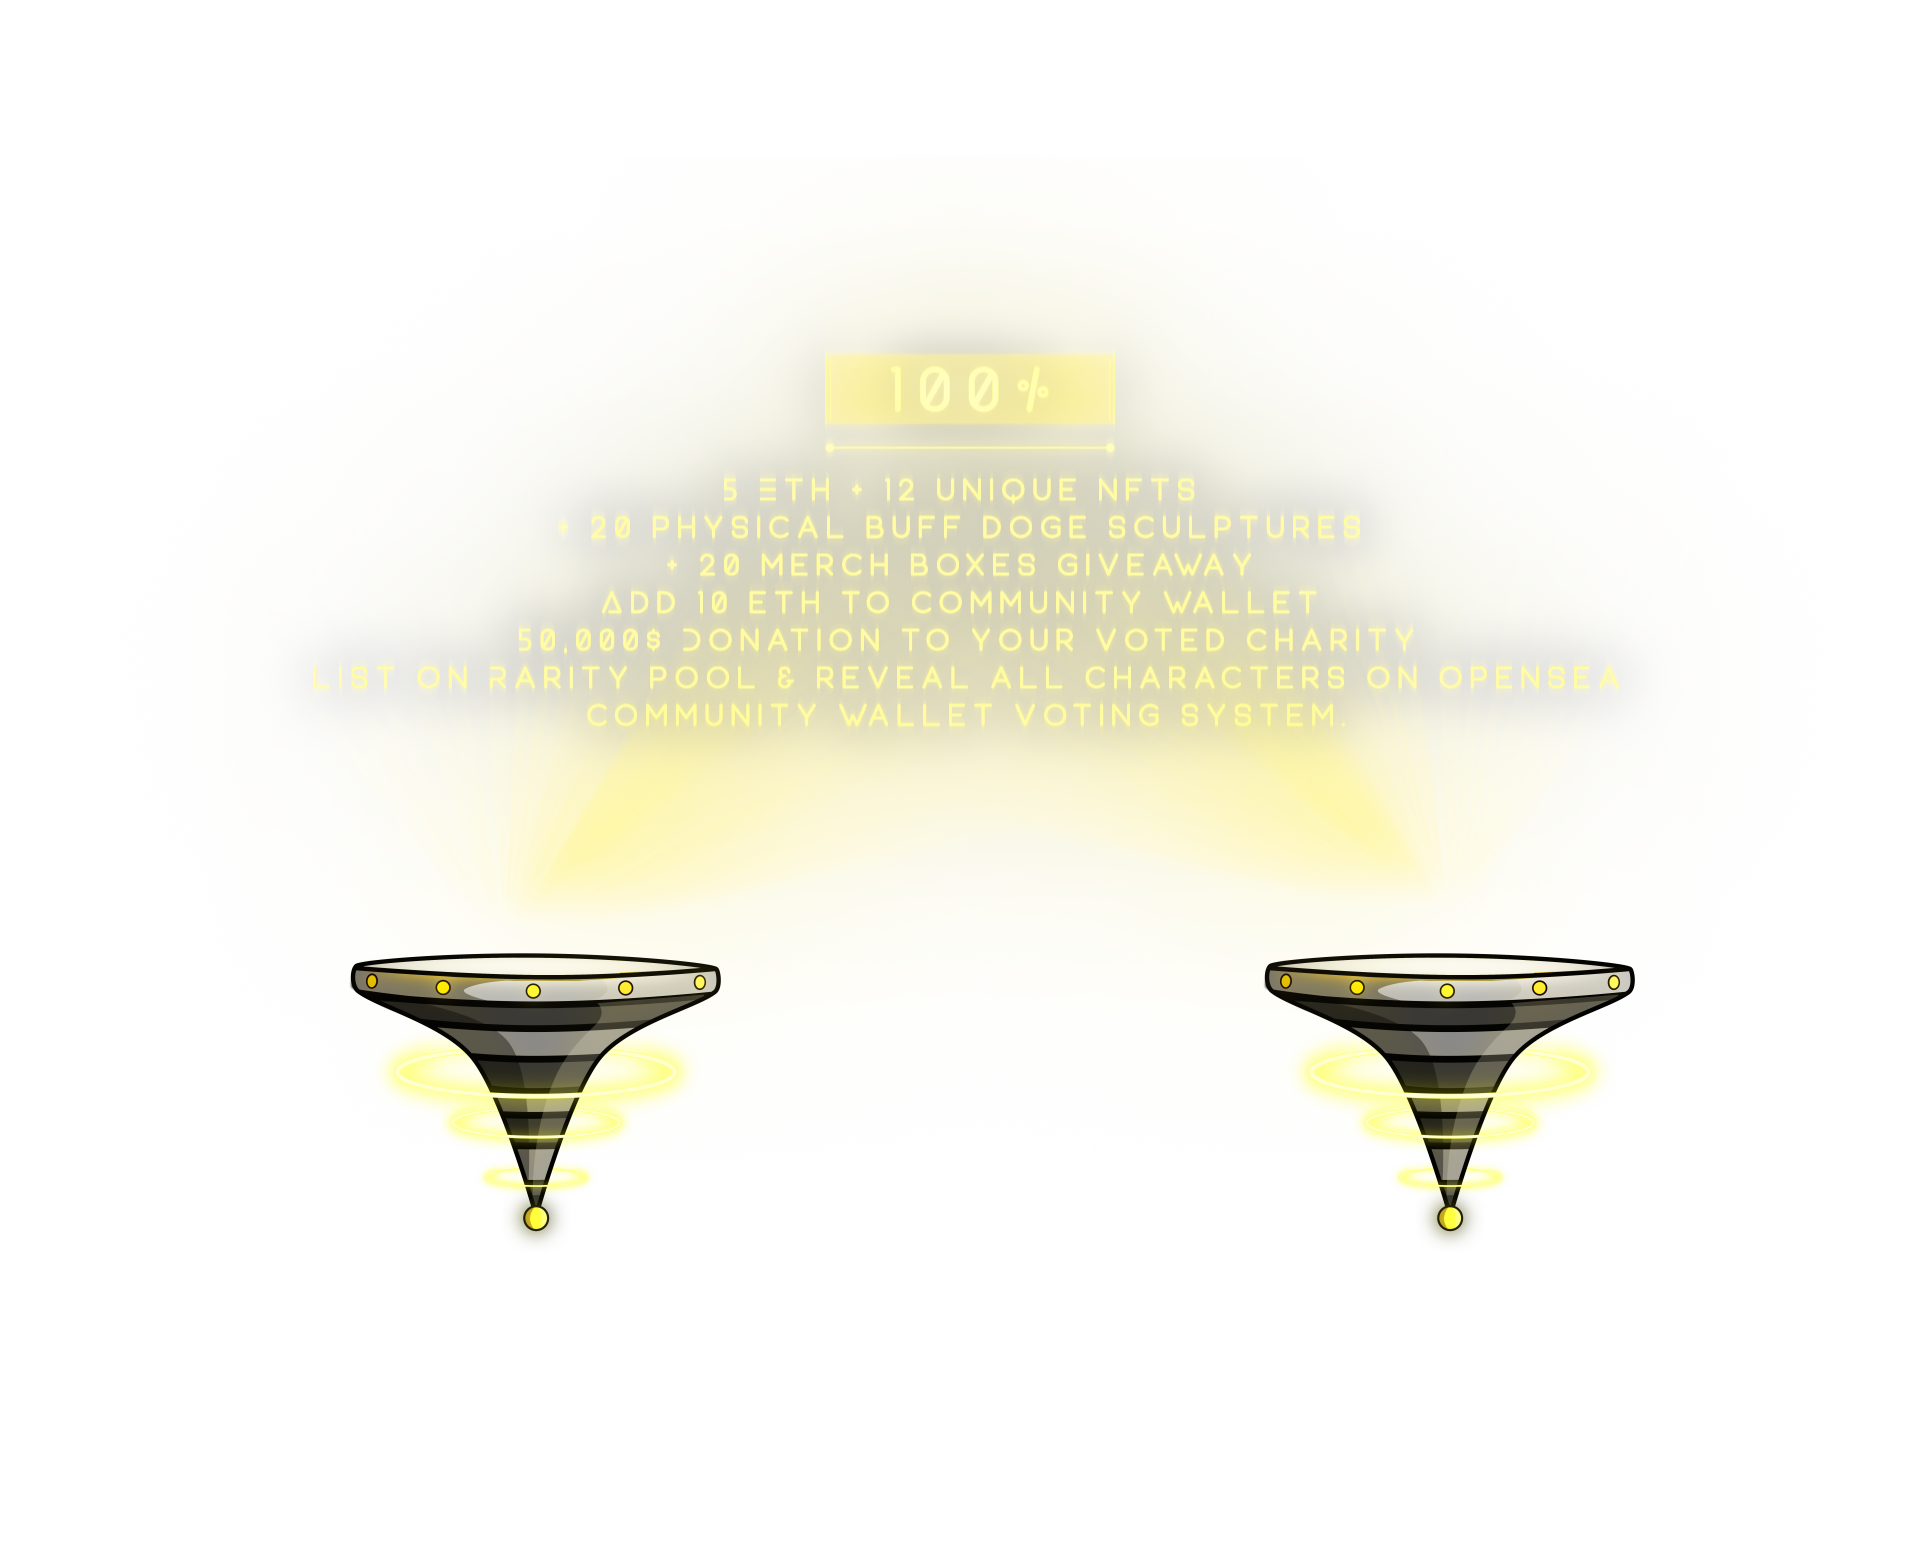 100%
5 ETH + 12 UNIQUE NFTS
+ 20 PHYSICAL BUFF DOGE SCULPTURES
+ 20 MERCH BOXES GIVEAWAY
ADD 10 ETH TO COMMUNITY WALLET
50,000$ DONATION TO YOUR VOTED CHARITY
LIST ON RARITY POOL & REVEAL ALL CHARACTERS ON OPENSEA
COMMUNITY WALLET VOTING SYSTEM.